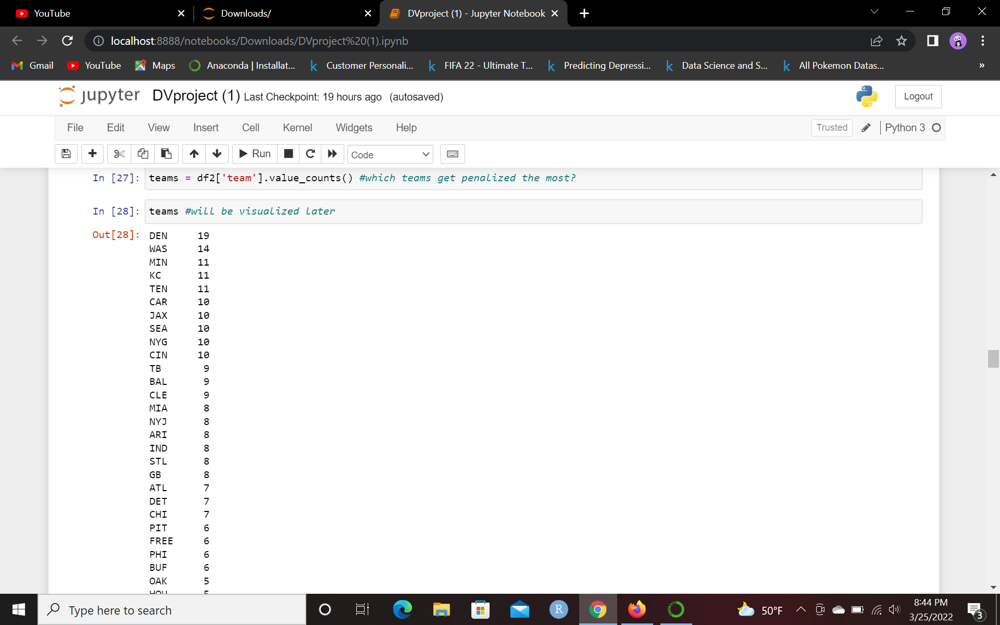 YouTube
Downloads/
DVproject (1) - Jupyter Notebook
localhost:8888/notebooks/Downloads/DVproject%20(1).ipynb
Gmail
YouTube
Maps
Anaconda | Installat...
Customer Personali...
FIFA 22 - Ultimate T...
Predicting Depressi...
Data Science and S...
All Pokemon Datas...
»
jupyter DVproject (1) Last Checkpoint: 19 hours ago (autosaved)
Logout
File Edit View Insert Cell Kernel Widgets Help
Trusted
Python 3
Run
Code
In [27]: teams = df2['team'].value_counts() #which teams get penalized the most?
In [28]: teams #will be visualized later
Out[28]: DEN 19
WAS 14
MIN 11
KC 11
TEN 11
CAR 10
JAX 10
SEA 10
NYG 10
CIN 10
TB 9
BAL 9
CLE 9
MIA 8
NYJ 8
ARI 8
IND 8
STL 8
GB 8
ATL 7
DET 7
CHI 7
PIT 6
FREE 6
PHI 6
BUF 6
OAK 5
Type here to search
R
50°F
8:44 PM
3/25/2022
3